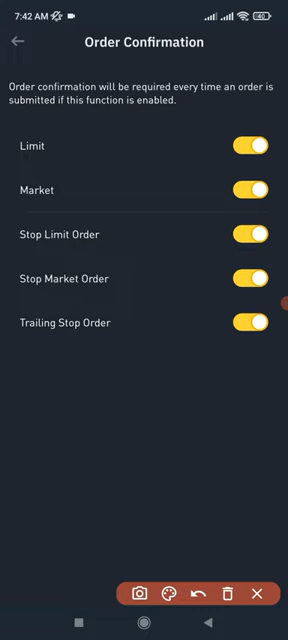 7:42 AM
40
Order Confirmation
Order confirmation will be required every time an order is
submitted if this function is enabled.
Limit
Market
Stop Limit Order
Stop Market Order
Trailing Stop Order